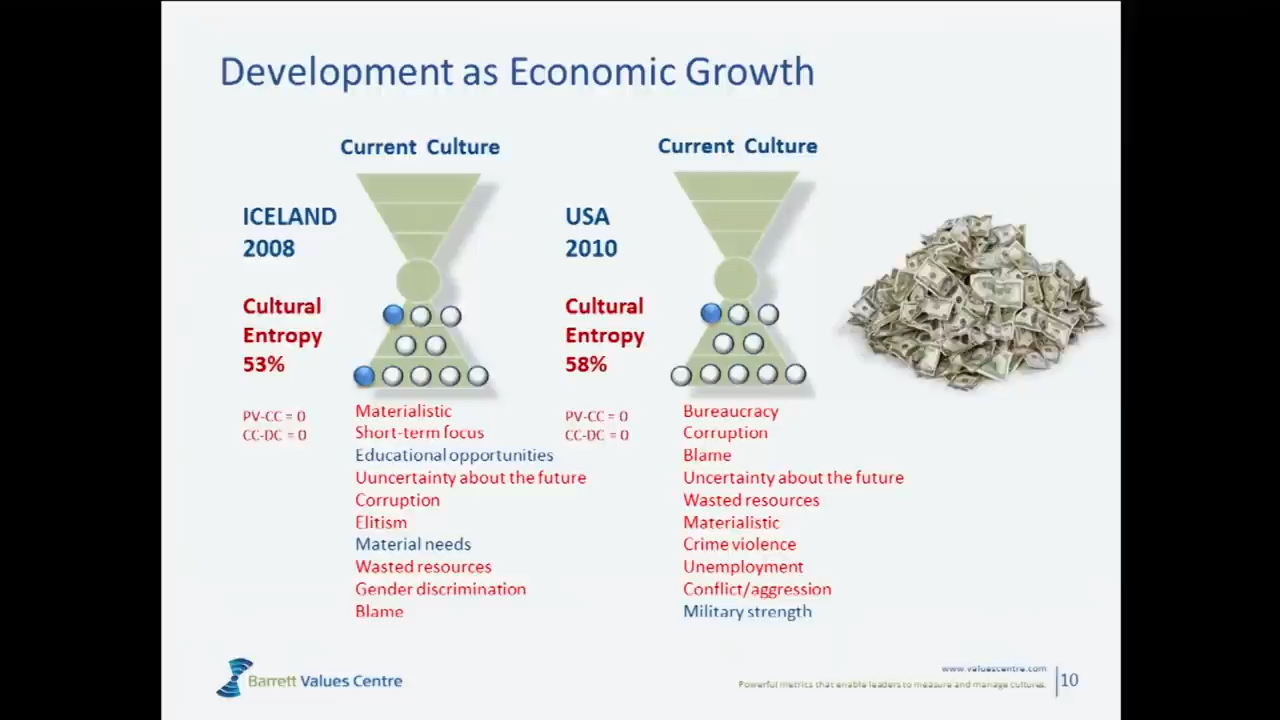 Development as Economic Growth
Current Culture
ICELAND
2008
Cultural
Entropy
53%
PV-CC = 0
CC-DC = 0
Materialistic
Short-term focus
Educational opportunities
Uuncertainty about the future
Corruption
Elitism
Material needs
Wasted resources
Gender discrimination
Blame
Current Culture
USA
2010
Cultural
Entropy
58%
PV-CC = 0
CC-DC = 0
Bureaucracy
Corruption
Blame
Uncertainty about the future
Wasted resources
Materialistic
Crime violence
Unemployment
Conflict/aggression
Military strength
Barrett Values Centre
www.valuescentre.com
Powerful metrics that enable leaders to measure and manage cultures.
10